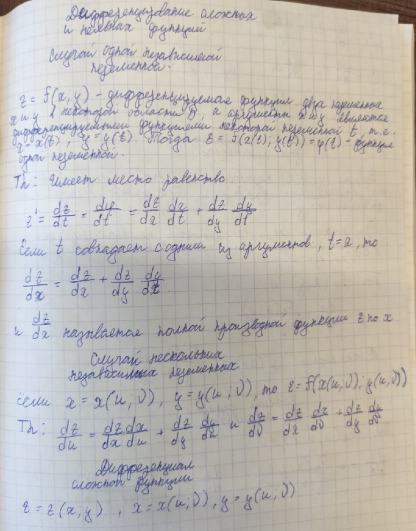 Дифференцирование сложных
и неявных функций
Случай одной независимой
переменной.
z = f(x, y) - дифференцируемая функция двух переменных
x и y в некоторой области D, и аргументы x и y являются
дифференцируемыми функциями некоторой переменной t, т.е.
x = x(t), y = y(t). Тогда z = f(x(t); y(t)) = φ(t) - функция
одной переменной.
Th: Имеет место равенство
z' = dz/dt = dφ/dt = dz/dx dx/dt + dz/dy dy/dt
Если t совпадает с одним из аргументов, t = x, то
dz/dx = dz/dx + dz/dy dy/dx
и dz/dx называется полной производной функции z по x
Случай нескольких
независимых переменных
если x = x(u, v), y = y(u, v), то z = f(x(u, v), y(u, v))
Th: dz/du = dz/dx dx/du + dz/dy dy/du и dz/dv = dz/dx dx/dv + dz/dy dy/dv
Дифференциал
сложной функции
z = z(x, y), x = x(u, v), y = y(u, v)